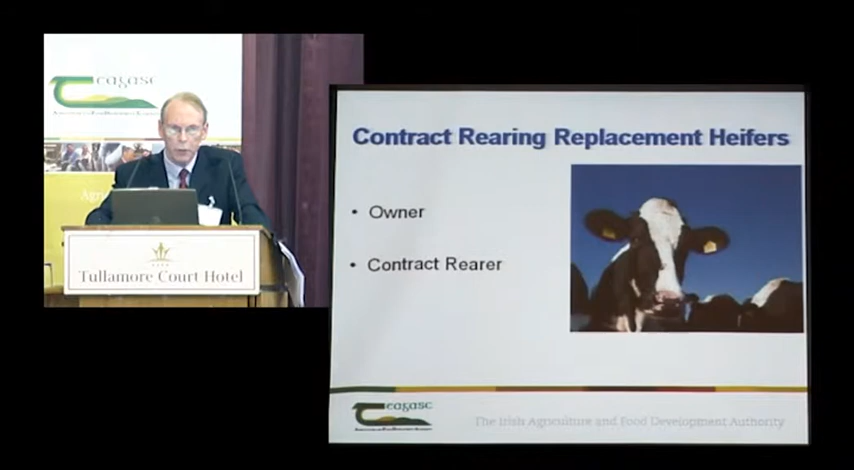 Teagasc
Tullamore Court Hotel
Contract Rearing Replacement Heifers
• Owner
• Contract Rearer
Teagasc
The Irish Agriculture and Food Development Authority